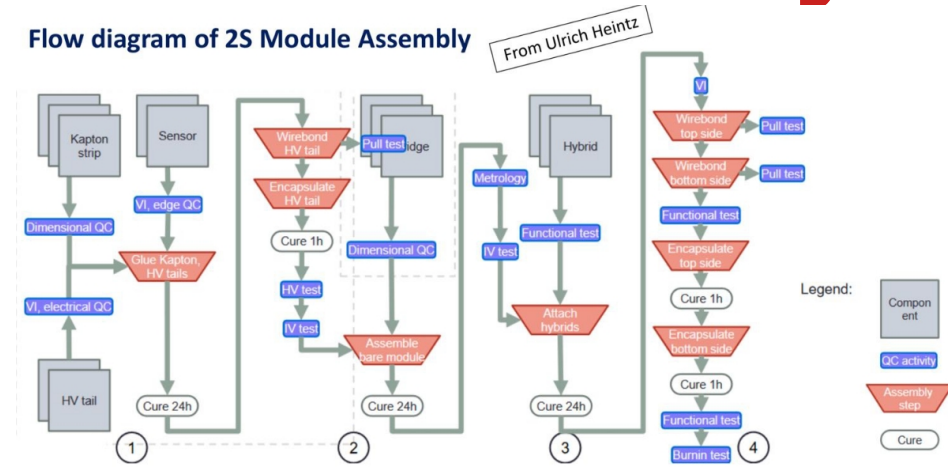 Flow diagram of 2S Module Assembly
From Ulrich Heintz
Kapton
strip
Sensor
Dimensional QC
VI, edge QC
Glue Kapton,
HV tails
VI, electrical QC
HV tail
Cure 24h
1
Wirebond
HV tail
Pull test
idge
Encapsulate
HV tail
Cure 1h
HV test
IV test
Dimensional QC
Assemble
bare module
Cure 24h
2
Metrology
IV test
Hybrid
Functional test
Attach
hybrids
Cure 24h
3
VI
Wirebond
top side
Pull test
Wirebond
bottom side
Pull test
Functional test
Encapsulate
top side
Cure 1h
Encapsulate
bottom side
Cure 1h
Functional test
Burnin test
4
Legend:
Compon
ent
QC activity
Assembly
step
Cure